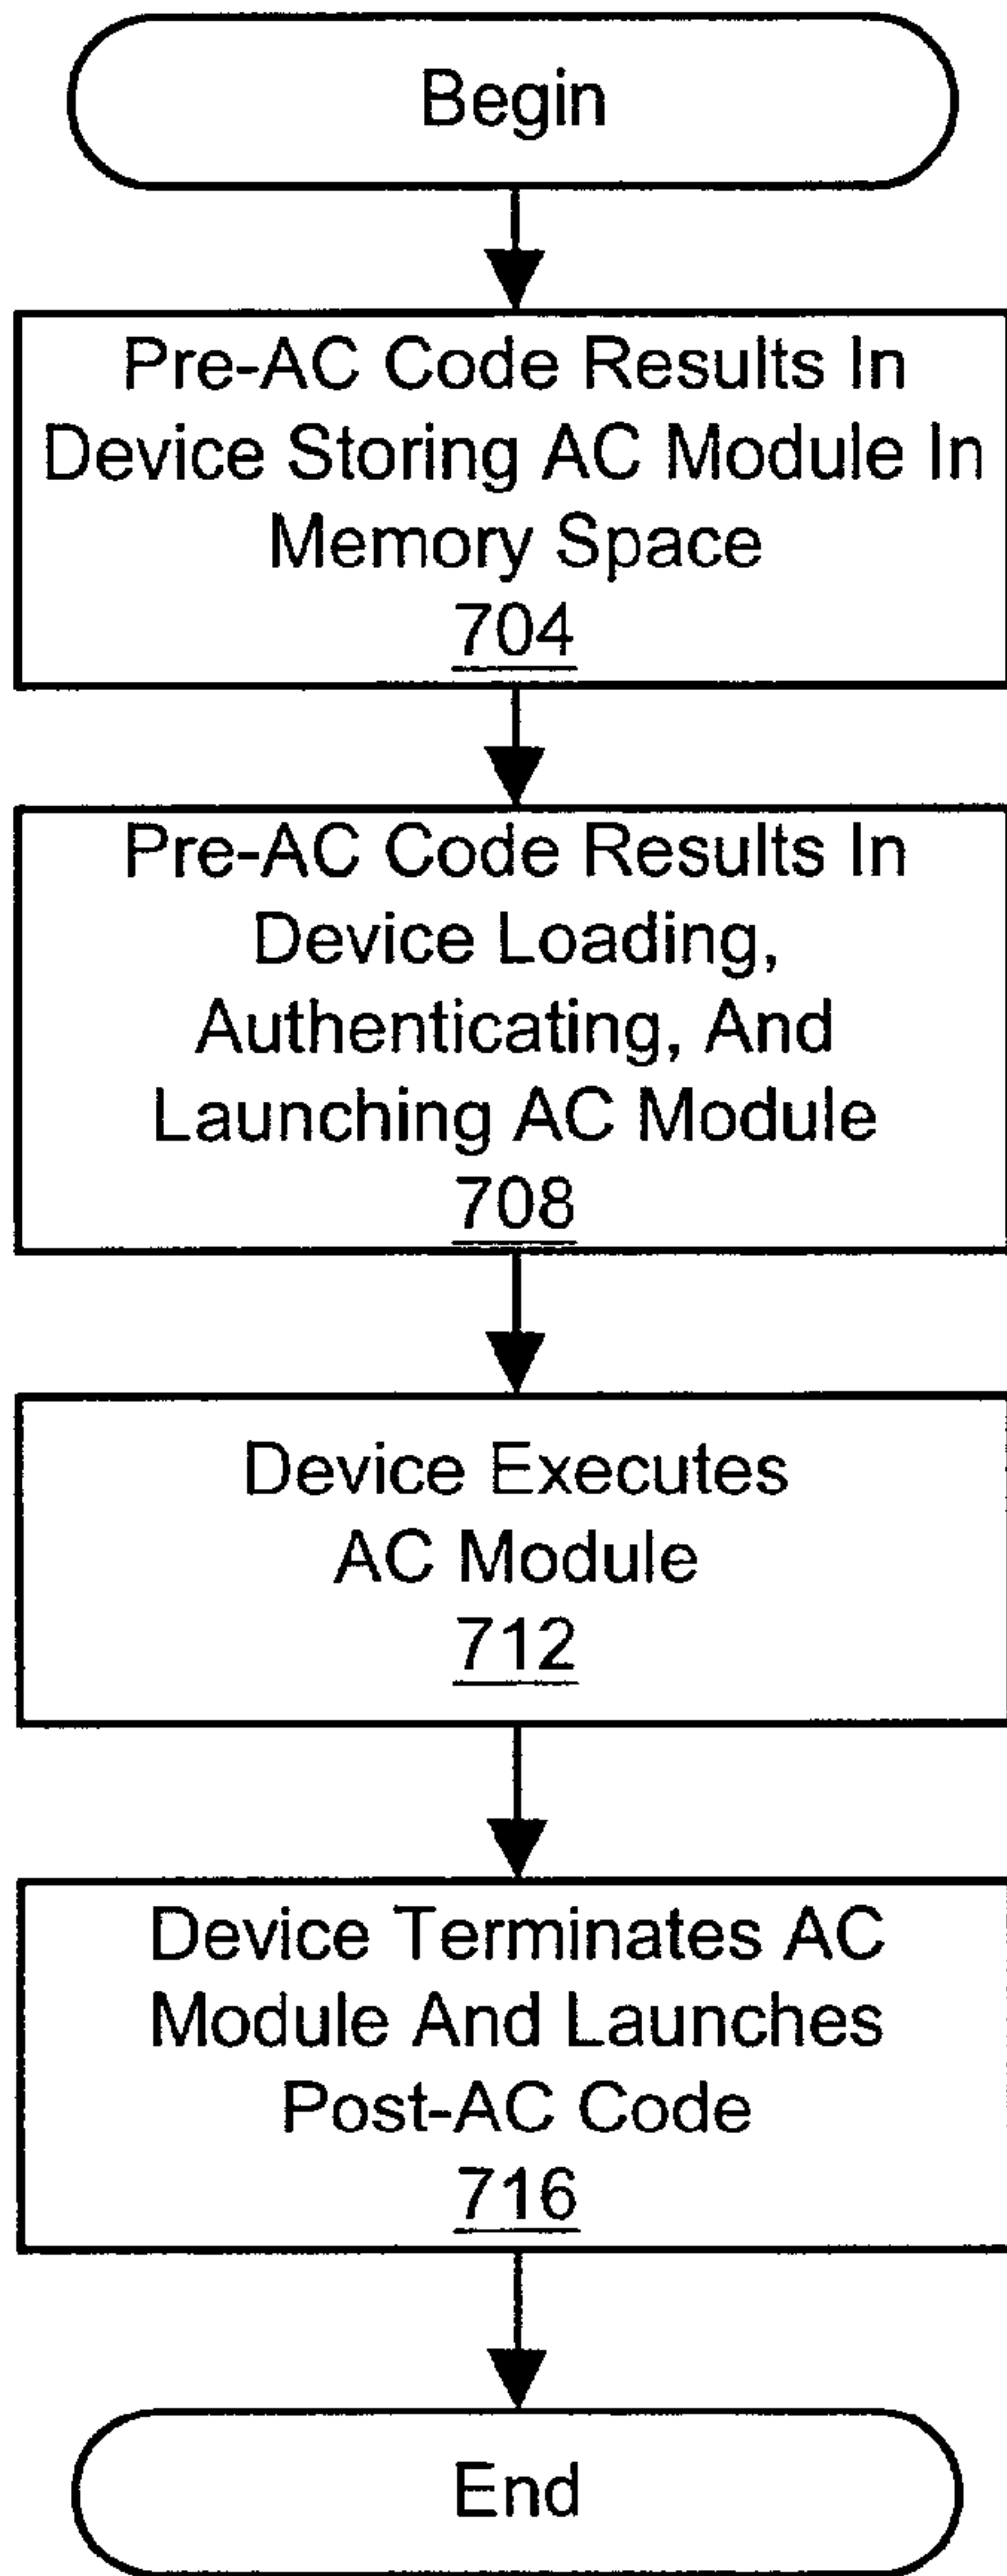 Begin
Pre-AC Code Results In
Device Storing AC Module In
Memory Space
704
Pre-AC Code Results In
Device Loading,
Authenticating, And
Launching AC Module
708
Device Executes
AC Module
712
Device Terminates AC
Module And Launches
Post-AC Code
716
End